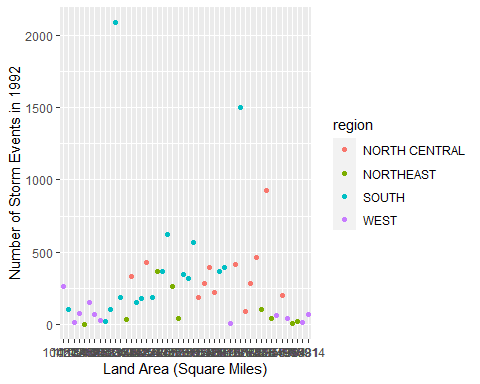 2000
1500
1000
500
0
Number of Storm Events in 1992
Land Area (Square Miles)
region
NORTH CENTRAL
NORTHEAST
SOUTH
WEST